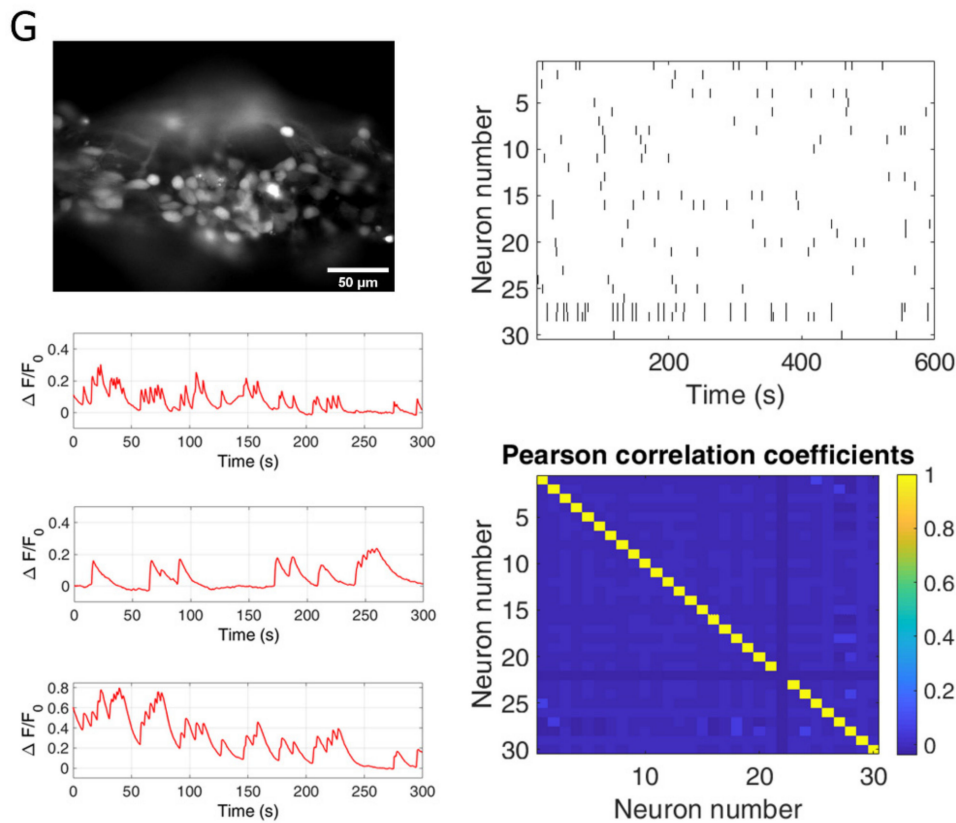 G
50 µm
Δ F/F0
0.4
0.2
0
0 50 100 150 200 250 300
Time (s)
Δ F/F0
0.4
0.2
0
0 50 100 150 200 250 300
Time (s)
Δ F/F0
0.8
0.6
0.4
0.2
0
0 50 100 150 200 250 300
Time (s)
Neuron number
5
10
15
20
25
30
200 400 600
Time (s)
Pearson correlation coefficients
Neuron number
5
10
15
20
25
30
10 20 30
Neuron number
1
0.8
0.6
0.4
0.2
0